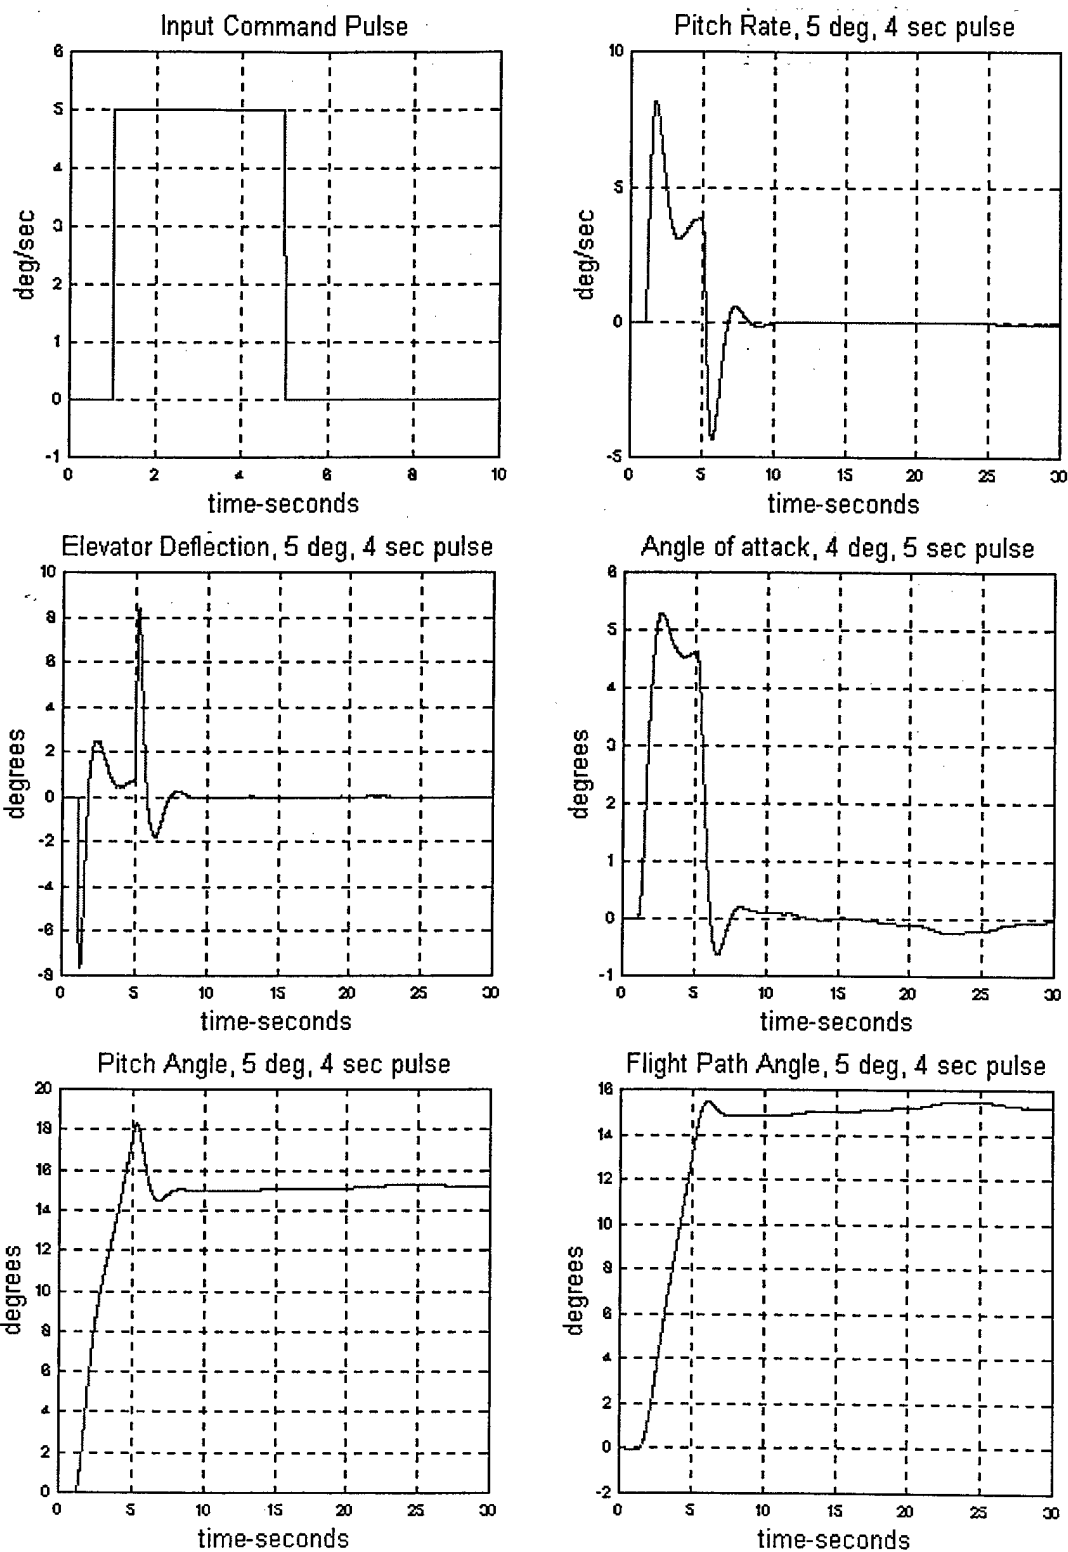 Input Command Pulse
6
5
4
3
2
1
0
-1
deg/sec
0 2 4 6 8 10
time-seconds
Pitch Rate, 5 deg, 4 sec pulse
10
5
0
-5
deg/sec
0 5 10 15 20 25 30
time-seconds
Elevator Deflection, 5 deg, 4 sec pulse
10
8
6
4
2
0
-2
-4
-6
-8
degrees
0 5 10 15 20 25 30
time-seconds
Angle of attack, 4 deg, 5 sec pulse
6
5
4
3
2
1
0
-1
degrees
0 5 10 15 20 25 30
time-seconds
Pitch Angle, 5 deg, 4 sec pulse
20
18
16
14
12
10
8
6
4
2
0
degrees
0 5 10 15 20 25 30
time-seconds
Flight Path Angle, 5 deg, 4 sec pulse
16
14
12
10
8
6
4
2
0
-2
degrees
0 5 10 15 20 25 30
time-seconds